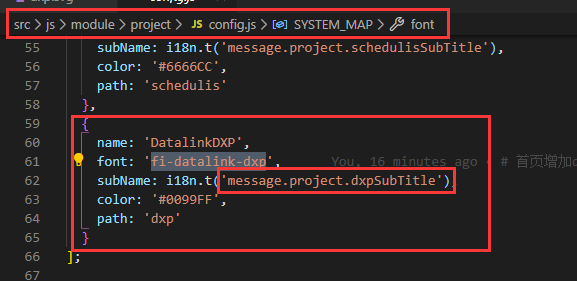 src > js > module > project > JS config.js > SYSTEM_MAP > font
55 subName: i18n.t('message.project.schedulisSubTitle'),
56 color: '#6666CC',
57 path: 'schedulis'
58 },
59 {
60 name: 'DatalinkDXP',
61 font: 'fi-datalink-dxp', You, 16 minutes ago • # 首页增加
62 subName: i18n.t('message.project.dxpSubTitle'),
63 color: '#0099FF',
64 path: 'dxp'
65 }
66 ];
67